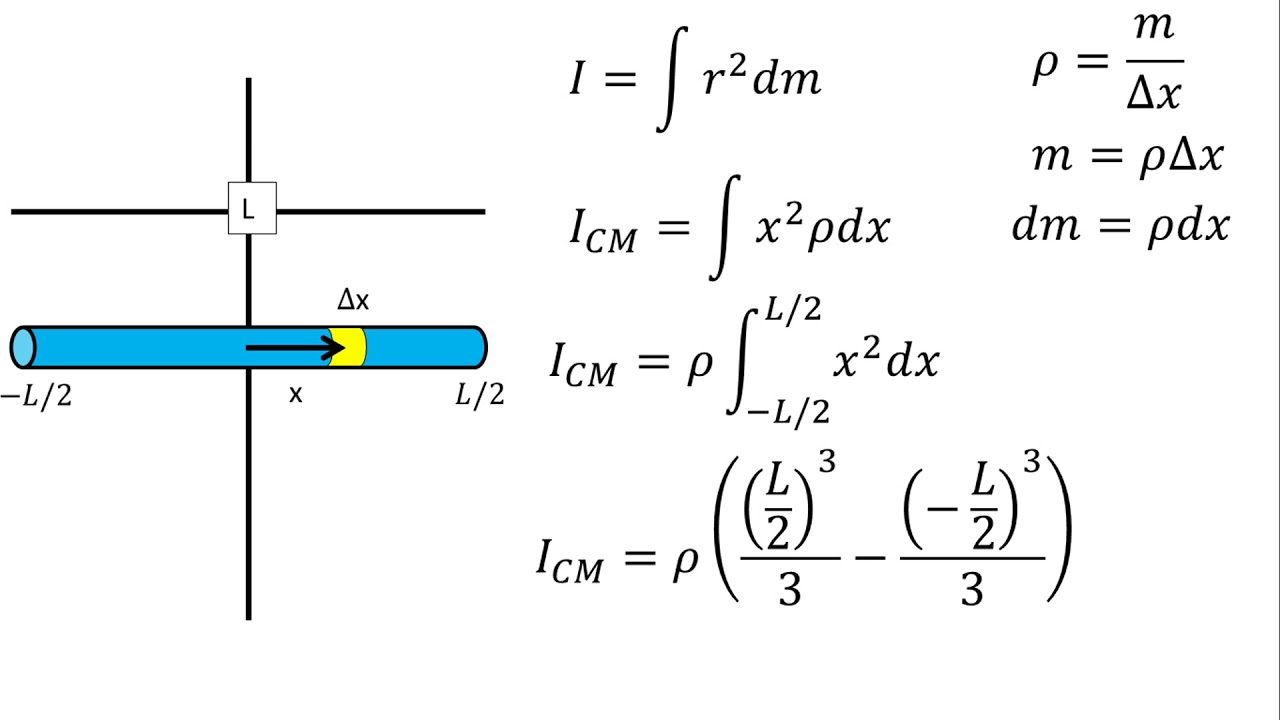 L
Δx
−L/2
x
L/2
I = ∫ r²dm
I_CM = ∫ x²ρdx
I_CM = ρ ∫_{−L/2}^{L/2} x²dx
I_CM = ρ ( (L/2)³/3 − (−L/2)³/3 )
ρ = m/Δx
m = ρΔx
dm = ρdx